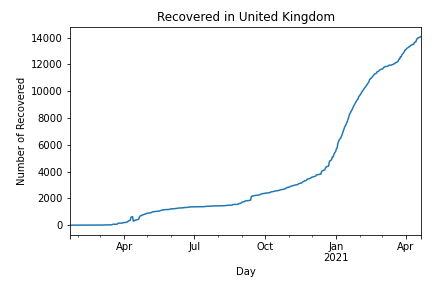 Recovered in United Kingdom
14000
12000
10000
8000
6000
4000
2000
0
Number of Recovered
Apr
Jul
Oct
Jan
2021
Apr
Day